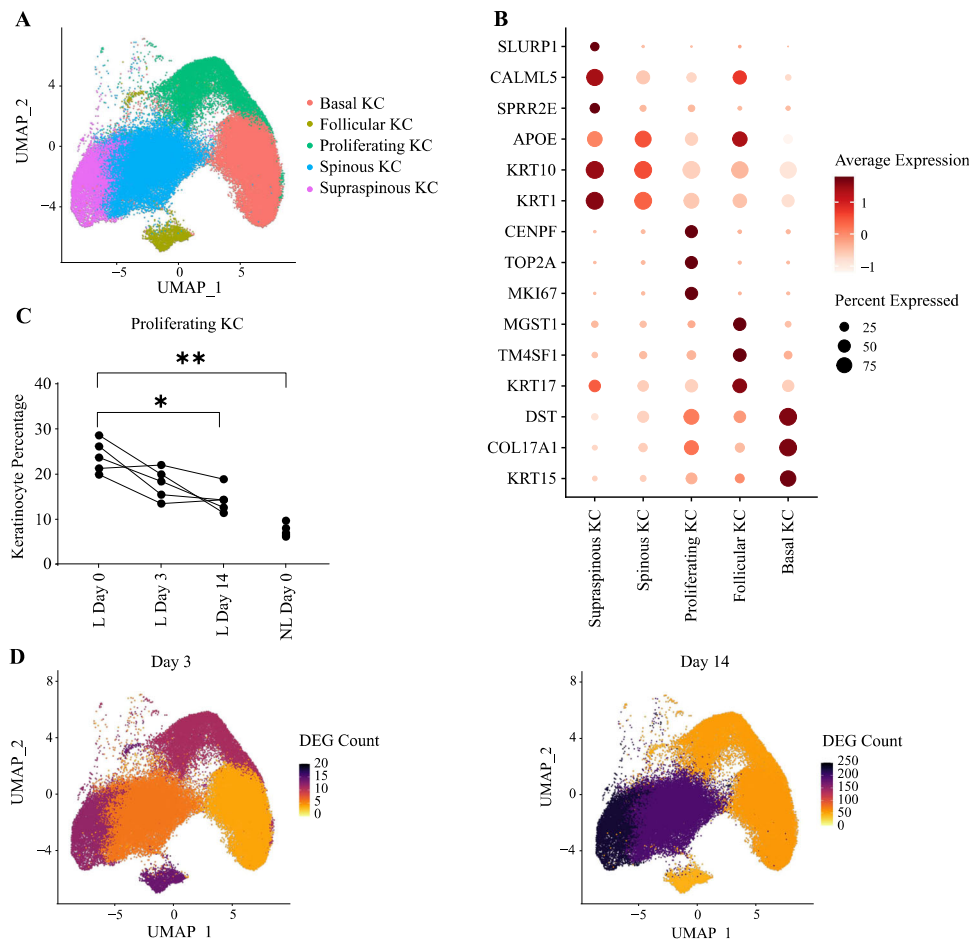 A
UMAP_2
4
0
−4
−5
0
5
UMAP_1
Basal KC
Follicular KC
Proliferating KC
Spinous KC
Supraspinous KC
B
SLURP1
CALML5
SPRR2E
APOE
KRT10
KRT1
CENPF
TOP2A
MKI67
MGST1
TM4SF1
KRT17
DST
COL17A1
KRT15
Supraspinous KC
Spinous KC
Proliferating KC
Follicular KC
Basal KC
Average Expression
1
0
−1
Percent Expressed
25
50
75
C
Proliferating KC
**
*
Keratinocyte Percentage
40
30
20
10
0
L Day 0
L Day 3
L Day 14
NL Day 0
D
Day 3
UMAP_2
8
4
0
−4
−5
0
5
UMAP_1
DEG Count
20
15
10
5
0
Day 14
UMAP_2
8
4
0
−4
−5
0
5
UMAP_1
DEG Count
250
200
150
100
50
0